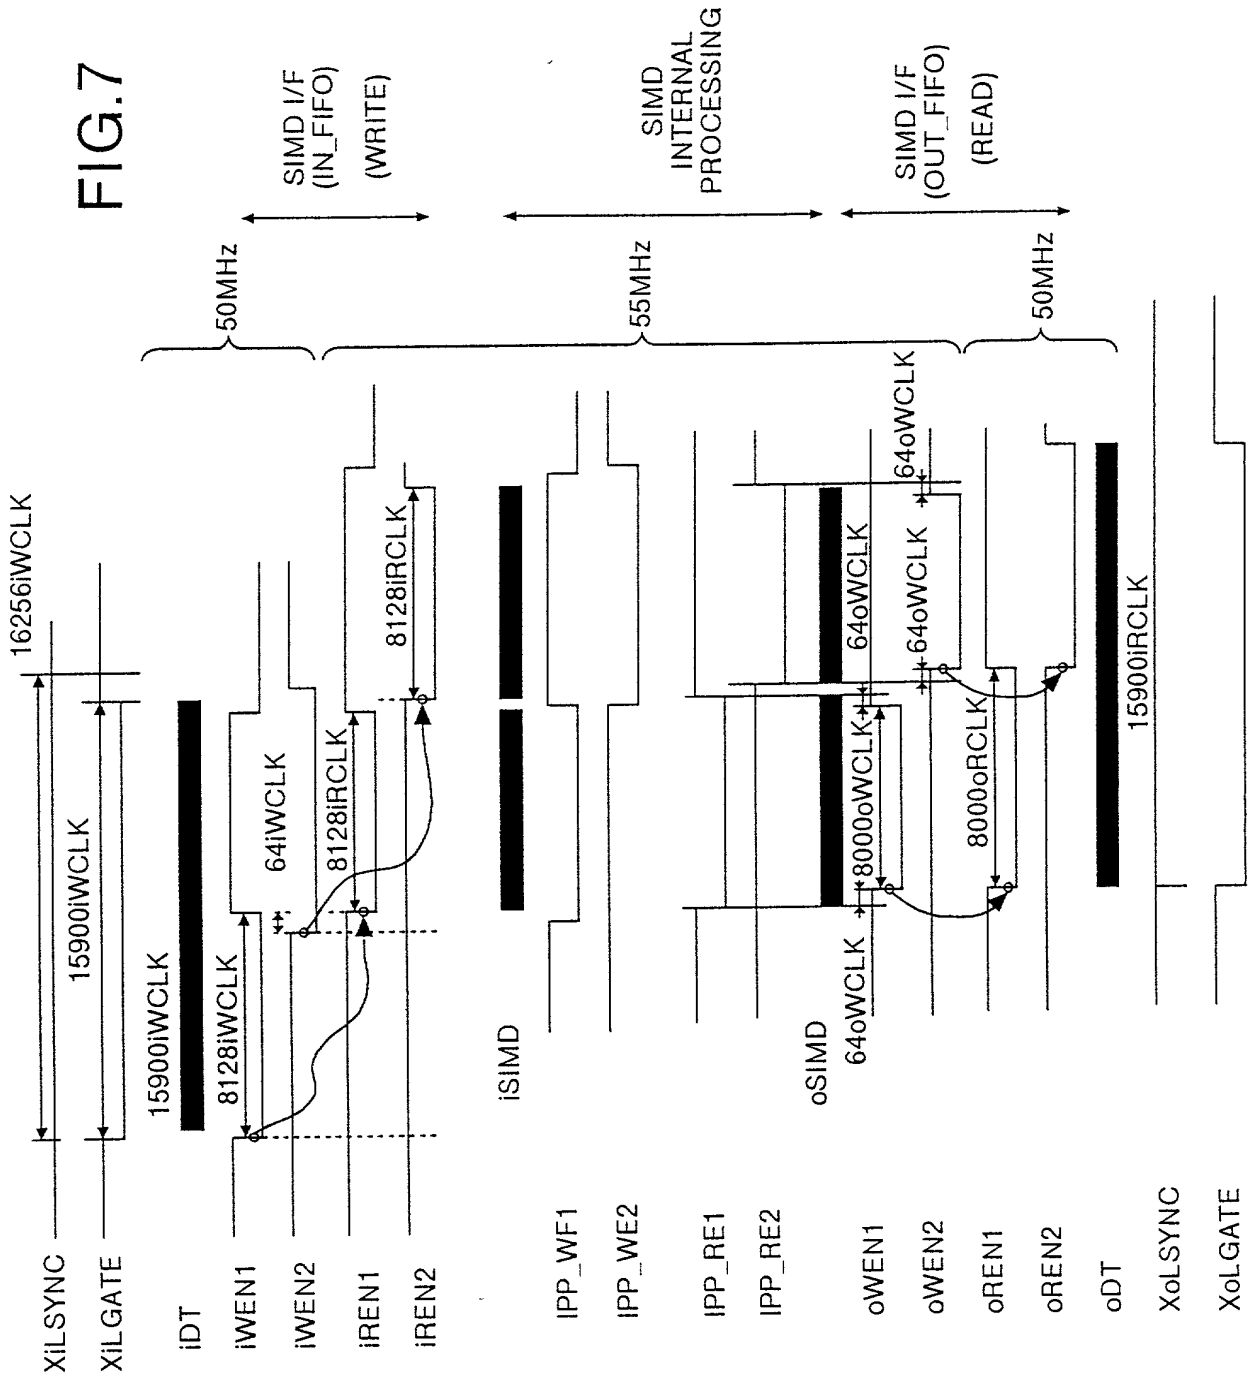 FIG.7
16256iWCLK
XiLSYNC
15900iWCLK
XiLGATE
15900iWCLK
iDT
50MHz
8128iWCLK
iWEN1
SIMD I/F
(IN_FIFO)
(WRITE)
64iWCLK
iWEN2
8128iRCLK
iREN1
8128iRCLK
iREN2
iSIMD
IPP_WF1
IPP_WE2
55MHz
SIMD
INTERNAL
PROCESSING
IPP_RE1
IPP_RE2
oSIMD
64oWCLK
8000oWCLK
64oWCLK
oWEN1
64oWCLK
64oWCLK
oWEN2
SIMD I/F
(OUT_FIFO)
(READ)
8000oRCLK
oREN1
50MHz
oREN2
oDT
15900iRCLK
XoLSYNC
XoLGATE